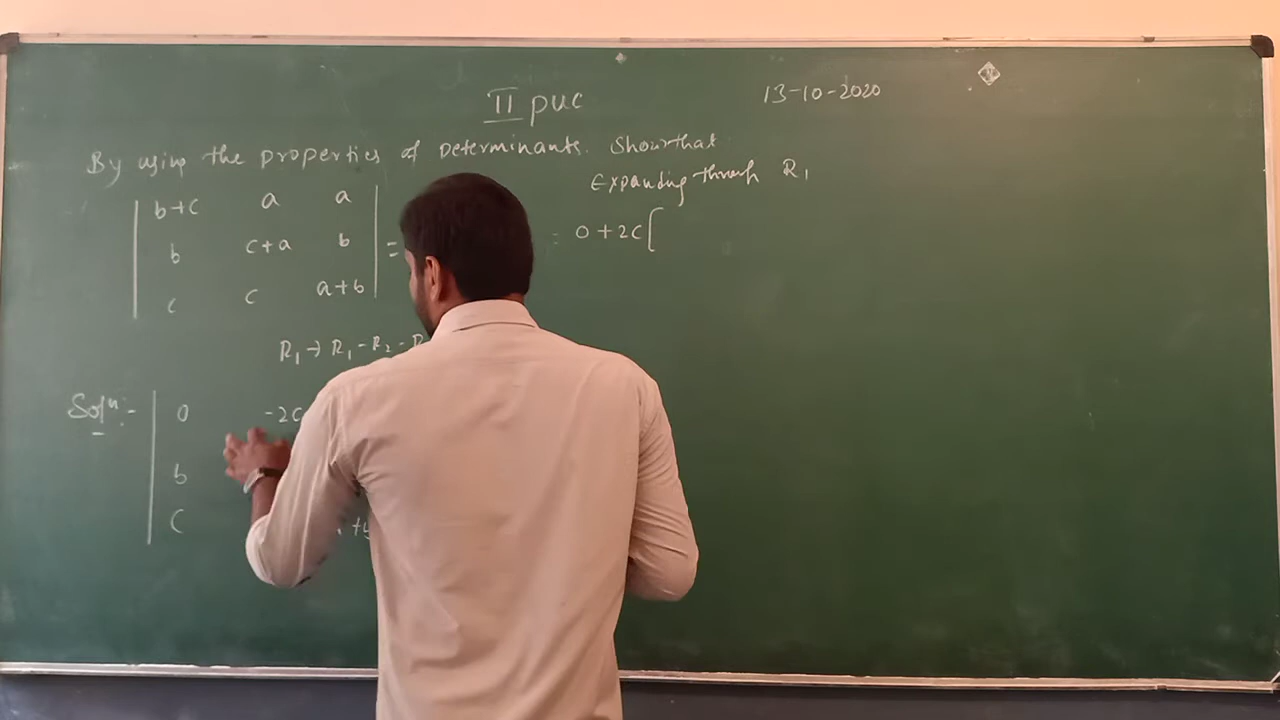 II puc
13-10-2020
By using the properties of Determinants. Show that
Expanding through R₁
b+c a a
b c+a b =
c c a+b
= 0 + 2c[
R₁ → R₁ - R₂ -
Solⁿ:- 0 -2c
b
c